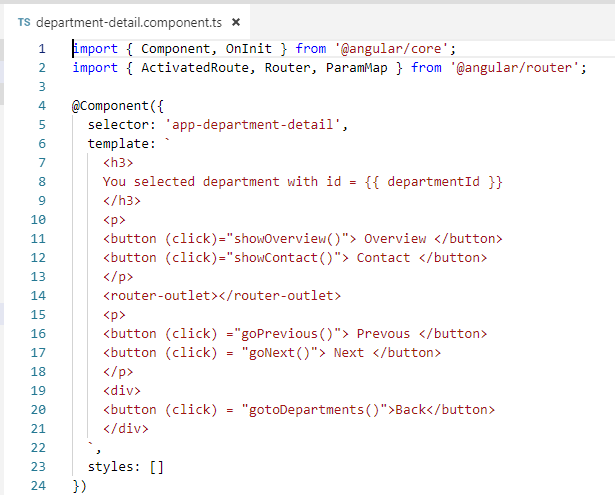 TS department-detail.component.ts ×
1 import { Component, OnInit } from '@angular/core';
2 import { ActivatedRoute, Router, ParamMap } from '@angular/router';
3
4 @Component({
5   selector: 'app-department-detail',
6   template: `
7     <h3>
8     You selected department with id = {{ departmentId }}
9     </h3>
10     <p>
11     <button (click)="showOverview()"> Overview </button>
12     <button (click)="showContact()"> Contact </button>
13     </p>
14     <router-outlet></router-outlet>
15     <p>
16     <button (click) ="goPrevious()"> Prevous </button>
17     <button (click) = "goNext()"> Next </button>
18     </p>
19     <div>
20     <button (click) = "gotoDepartments()">Back</button>
21     </div>
22   `,
23   styles: []
24 })